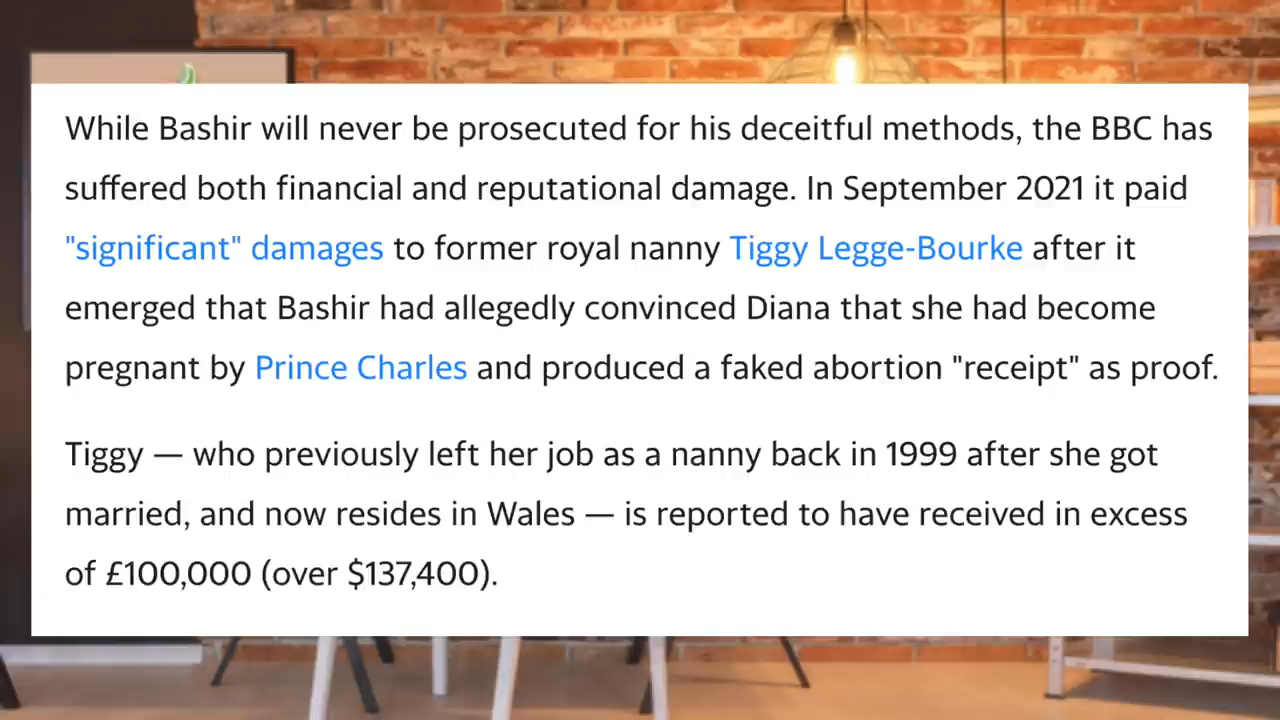 While Bashir will never be prosecuted for his deceitful methods, the BBC has
suffered both financial and reputational damage. In September 2021 it paid
"significant" damages to former royal nanny Tiggy Legge-Bourke after it
emerged that Bashir had allegedly convinced Diana that she had become
pregnant by Prince Charles and produced a faked abortion "receipt" as proof.
Tiggy — who previously left her job as a nanny back in 1999 after she got
married, and now resides in Wales — is reported to have received in excess
of £100,000 (over $137,400).